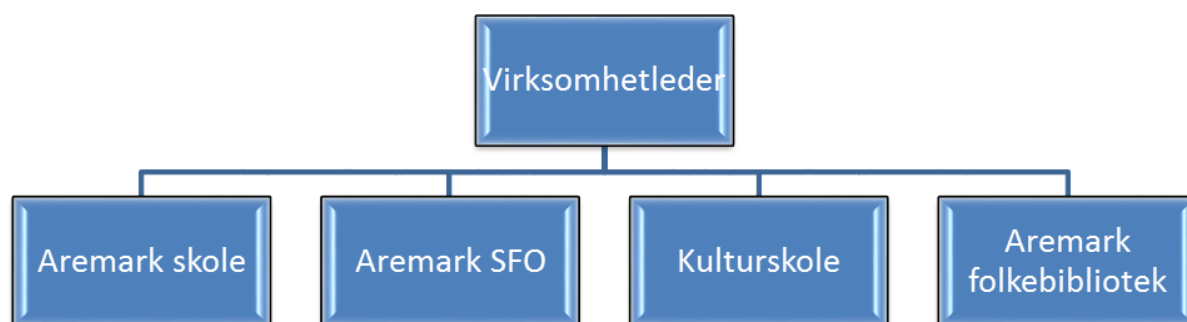 Virksomhetleder
Aremark skole
Aremark SFO
Kulturskole
Aremark
folkebibliotek